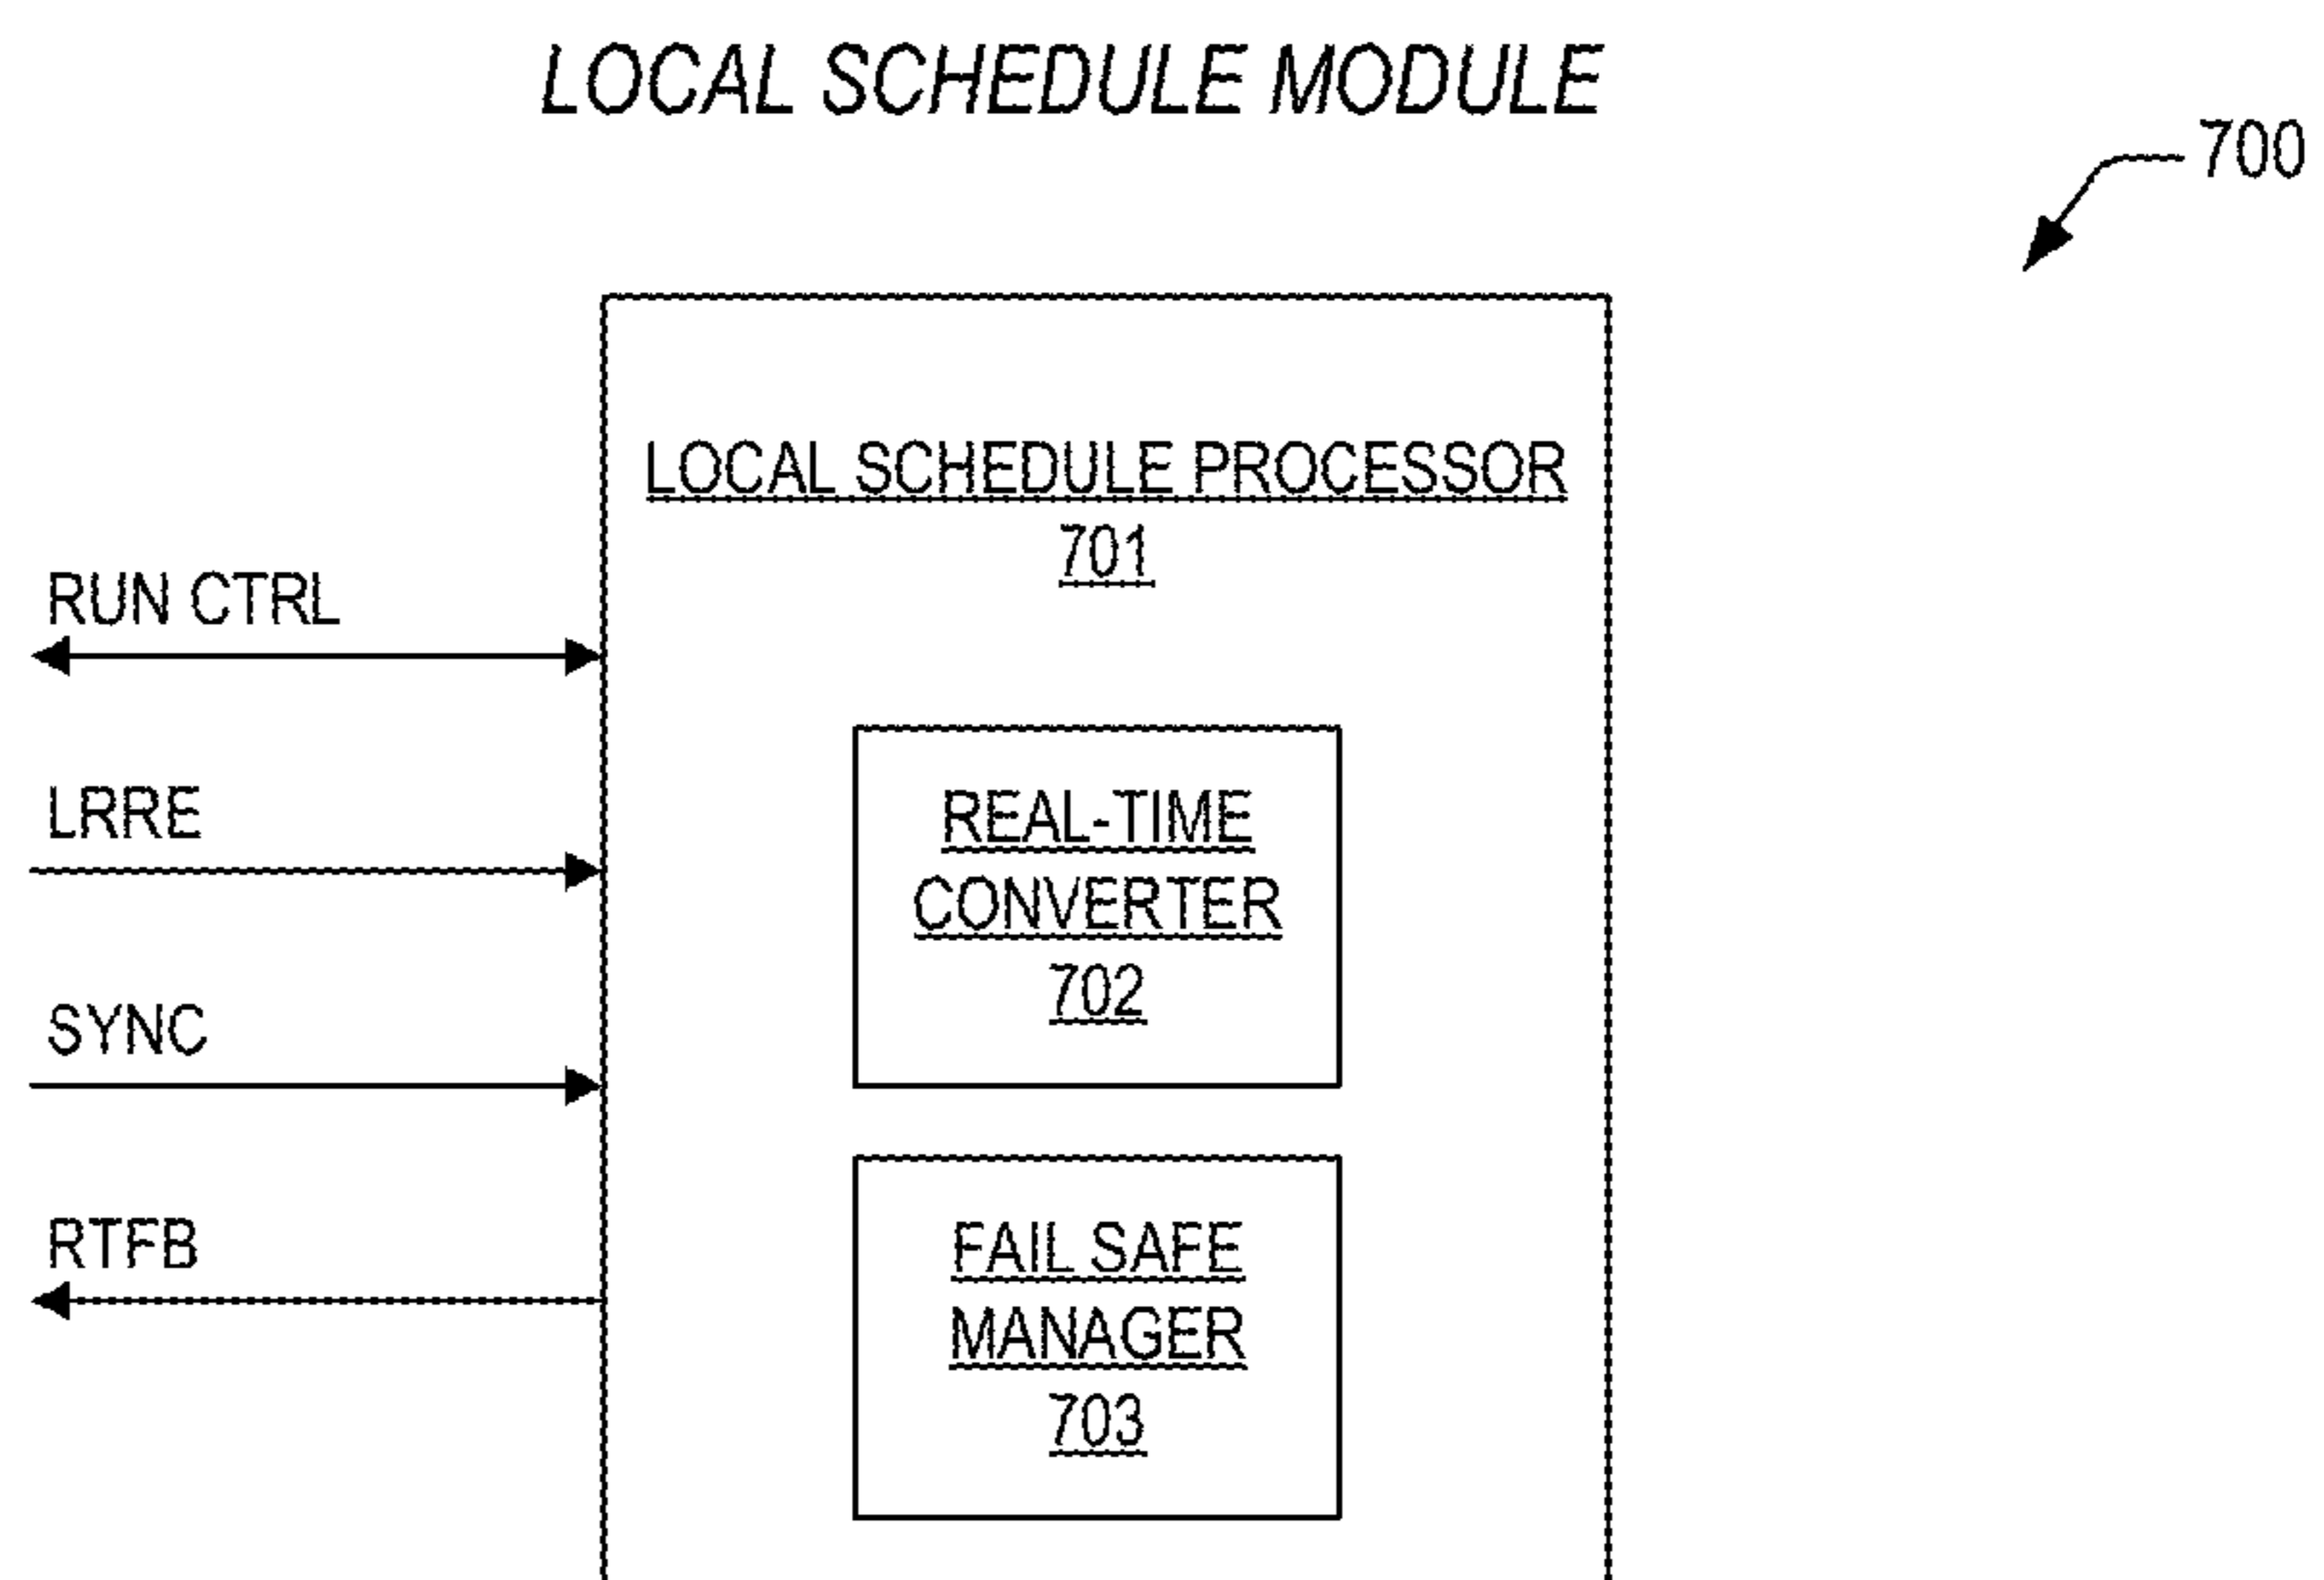 LOCAL SCHEDULE MODULE
700
LOCAL SCHEDULE PROCESSOR
701
RUN CTRL
LRRE
SYNC
RTFB
REAL-TIME
CONVERTER
702
FAIL SAFE
MANAGER
703